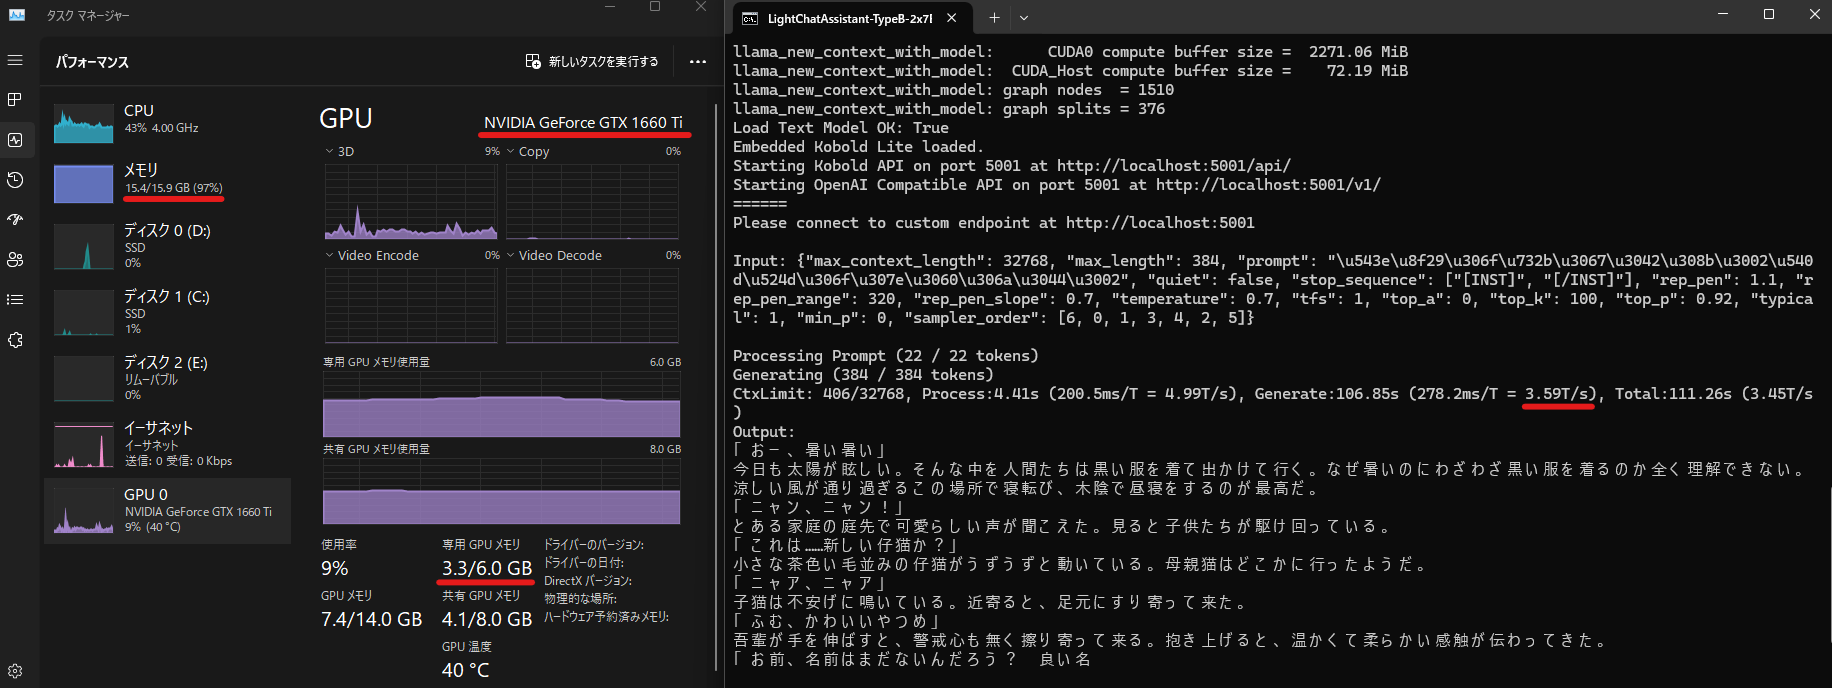 タスク マネージャー
パフォーマンス
新しいタスクを実行する
CPU
43% 4.00 GHz
メモリ
15.4/15.9 GB (97%)
ディスク 0 (D:)
SSD
0%
ディスク 1 (C:)
SSD
1%
ディスク 2 (E:)
リムーバブル
0%
イーサネット
イーサネット
送信: 0 受信: 0 Kbps
GPU 0
NVIDIA GeForce GTX 1660 Ti
9% (40 °C)
GPU
NVIDIA GeForce GTX 1660 Ti
3D 9%
Copy 0%
Video Encode 0%
Video Decode 0%
専用 GPU メモリ使用量 6.0 GB
共有 GPU メモリ使用量 8.0 GB
使用率
9%
専用 GPU メモリ
3.3/6.0 GB
GPU メモリ
7.4/14.0 GB
共有 GPU メモリ
4.1/8.0 GB
GPU 温度
40 °C
ドライバーのバージョン:
ドライバーの日付:
DirectX バージョン:
物理的な場所:
ハードウェア予約済みメモリ:
LightChatAssistant-TypeB-2x7
llama_new_context_with_model:      CUDA0 compute buffer size =  2271.06 MiB
llama_new_context_with_model:  CUDA_Host compute buffer size =    72.19 MiB
llama_new_context_with_model: graph nodes  = 1510
llama_new_context_with_model: graph splits = 376
Load Text Model OK: True
Embedded Kobold Lite loaded.
Starting Kobold API on port 5001 at http://localhost:5001/api/
Starting OpenAI Compatible API on port 5001 at http://localhost:5001/v1/
======
Please connect to custom endpoint at http://localhost:5001
Input: {"max_context_length": 32768, "max_length": 384, "prompt": "\u543e\u8f29\u306f\u732b\u3067\u3042\u308b\u3002\u540
d\u524d\u306f\u307e\u3060\u306a\u3044\u3002", "quiet": false, "stop_sequence": ["[INST]", "[/INST]"], "rep_pen": 1.1, "r
ep_pen_range": 320, "rep_pen_slope": 0.7, "temperature": 0.7, "tfs": 1, "top_a": 0, "top_k": 100, "top_p": 0.92, "typica
l": 1, "min_p": 0, "sampler_order": [6, 0, 1, 3, 4, 2, 5]}
Processing Prompt (22 / 22 tokens)
Generating (384 / 384 tokens)
CtxLimit: 406/32768, Process:4.41s (200.5ms/T = 4.99T/s), Generate:106.85s (278.2ms/T = 3.59T/s), Total:111.26s (3.45T/s
)
Output:
「おー、暑い暑い」
今日も太陽が眩しい。そんな中を人間たちは黒い服を着て出かけて行く。なぜ暑いのにわざわざ黒い服を着るのか全く理解できない。
涼しい風が通り過ぎるこの場所で寝転び、木陰で昼寝をするのが最高だ。
「ニャン、ニャン！」
とある家庭の庭先で可愛らしい声が聞こえた。見ると子供たちが駆け回っている。
「これは……新しい仔猫か？」
小さな茶色い毛並みの仔猫がうずうずと動いている。母親猫はどこかに行ったようだ。
「ニャア、ニャア」
子猫は不安げに鳴いている。近寄ると、足元にすり寄って来た。
「ふむ、かわいいやつめ」
吾輩が手を伸ばすと、警戒心も無く擦り寄って来る。抱き上げると、温かくて柔らかい感触が伝わってきた。
「お前、名前はまだないんだろう？　良い名